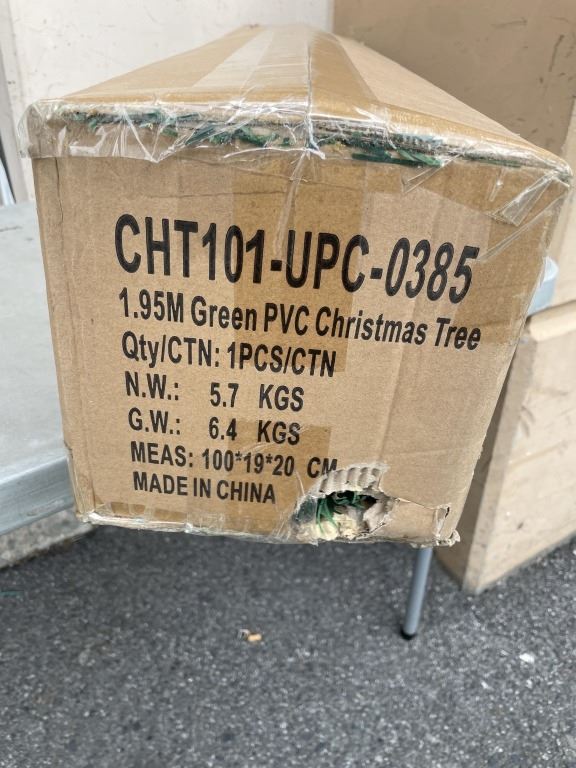 CHT101-UPC-0385
1.95M Green PVC Christmas Tree
Qty/CTN: 1PCS/CTN
N.W.: 5.7 KGS
G.W.: 6.4 KGS
MEAS: 100*19*20 CM
MADE IN CHINA